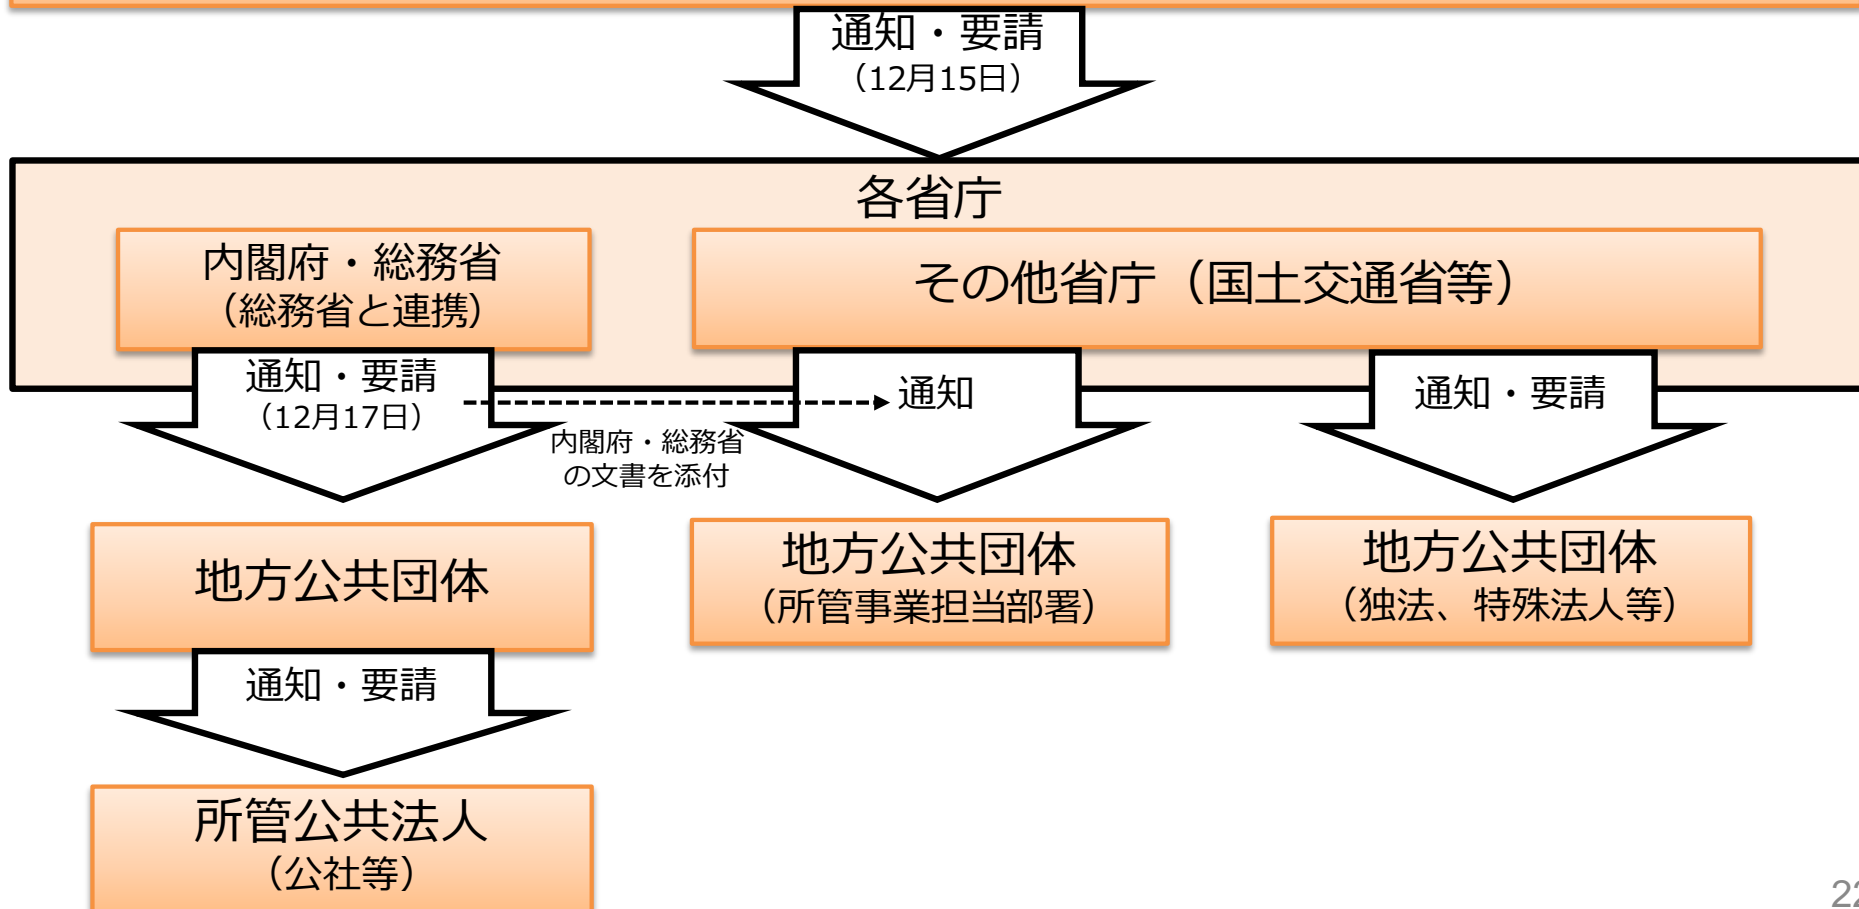 通知・要請
（12月15日）
各省庁
内閣府・総務省
（総務省と連携）
その他省庁（国土交通省等）
通知・要請
（12月17日）
通知
通知・要請
内閣府・総務省
の文書を添付
地方公共団体
地方公共団体
（所管事業担当部署）
地方公共団体
（独法、特殊法人等）
通知・要請
所管公共法人
（公社等）
22